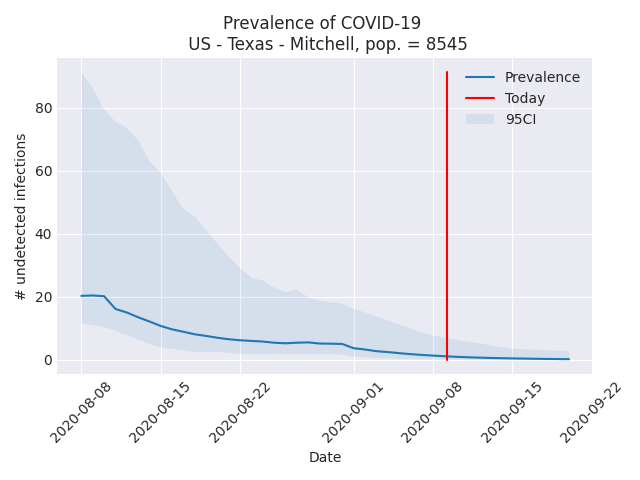 Prevalence of COVID-19
US - Texas - Mitchell, pop. = 8545
# undetected infections
80
60
40
20
0
Prevalence
Today
95CI
2020-08-08
2020-08-15
2020-08-22
2020-09-01
2020-09-08
2020-09-15
2020-09-22
Date